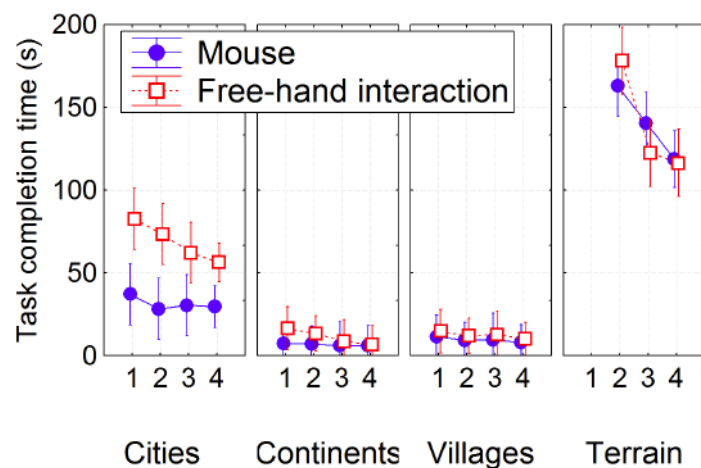 Task completion time (s)
200
150
100
50
0
Mouse
Free-hand interaction
1 2 3 4
1 2 3 4
1 2 3 4
1 2 3 4
Cities
Continents
Villages
Terrain